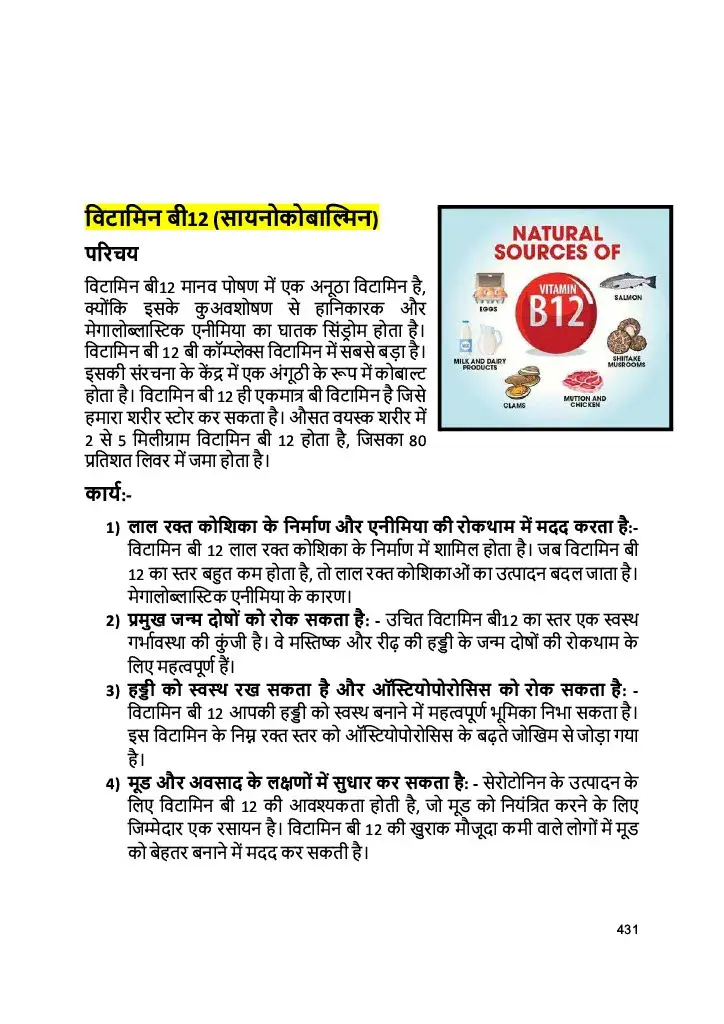 विटामिन बी12 (सायनोकोबाल्मिन)
परिचय
विटामिन बी12 मानव पोषण में एक अनूठा विटामिन है,
क्योंकि इसके कुअवशोषण से हानिकारक और
मेगालोब्लास्टिक एनीमिया का घातक सिंड्रोम होता है।
विटामिन बी 12 बी कॉम्प्लेक्स विटामिन में सबसे बड़ा है।
इसकी संरचना के केंद्र में एक अंगूठी के रूप में कोबाल्ट
होता है। विटामिन बी 12 ही एकमात्र बी विटामिन है जिसे
हमारा शरीर स्टोर कर सकता है। औसत वयस्क शरीर में
2 से 5 मिलीग्राम विटामिन बी 12 होता है, जिसका 80
प्रतिशत लिवर में जमा होता है।
NATURAL
SOURCES OF
VITAMIN
B12
EGGS
SALMON
MILK AND DAIRY
PRODUCTS
SHIITAKE
MUSROOMS
CLAMS
MUTTON AND
CHICKEN
कार्य:-
1) लाल रक्त कोशिका के निर्माण और एनीमिया की रोकथाम में मदद करता है:-
विटामिन बी 12 लाल रक्त कोशिका के निर्माण में शामिल होता है। जब विटामिन बी
12 का स्तर बहुत कम होता है, तो लाल रक्त कोशिकाओं का उत्पादन बदल जाता है।
मेगालोब्लास्टिक एनीमिया के कारण।
2) प्रमुख जन्म दोषों को रोक सकता है: - उचित विटामिन बी12 का स्तर एक स्वस्थ
गर्भावस्था की कुंजी है। वे मस्तिष्क और रीढ़ की हड्डी के जन्म दोषों की रोकथाम के
लिए महत्वपूर्ण हैं।
3) हड्डी को स्वस्थ रख सकता है और ऑस्टियोपोरोसिस को रोक सकता है: -
विटामिन बी 12 आपकी हड्डी को स्वस्थ बनाने में महत्वपूर्ण भूमिका निभा सकता है।
इस विटामिन के निम्न रक्त स्तर को ऑस्टियोपोरोसिस के बढ़ते जोखिम से जोड़ा गया
है।
4) मूड और अवसाद के लक्षणों में सुधार कर सकता है: - सेरोटोनिन के उत्पादन के
लिए विटामिन बी 12 की आवश्यकता होती है, जो मूड को नियंत्रित करने के लिए
जिम्मेदार एक रसायन है। विटामिन बी 12 की खुराक मौजूदा कमी वाले लोगों में मूड
को बेहतर बनाने में मदद कर सकती है।
431